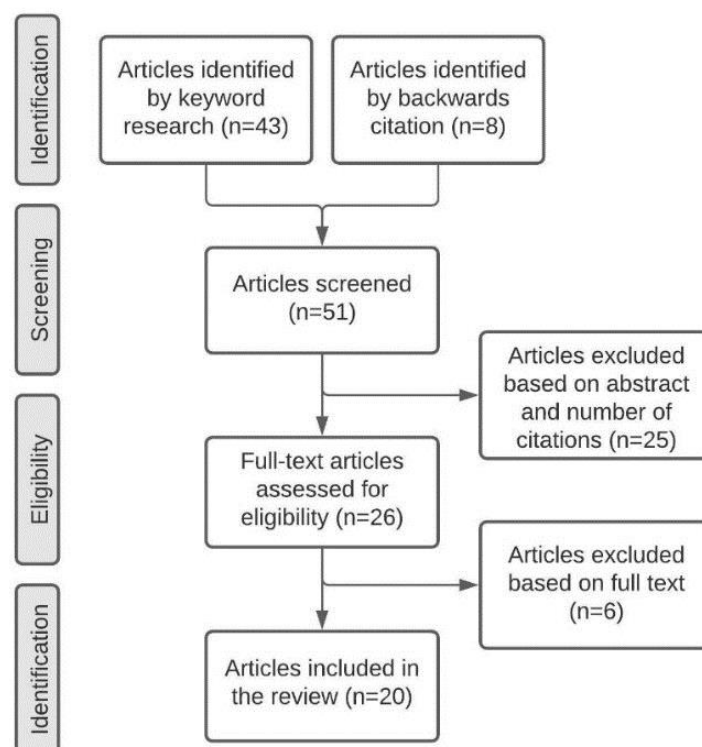 Identification
Articles identified
by keyword
research (n=43)
Articles identified
by backwards
citation (n=8)
Screening
Articles screened
(n=51)
Articles excluded
based on abstract
and number of
citations (n=25)
Eligibility
Full-text articles
assessed for
eligibility (n=26)
Articles excluded
based on full text
(n=6)
Identification
Articles included in
the review (n=20)